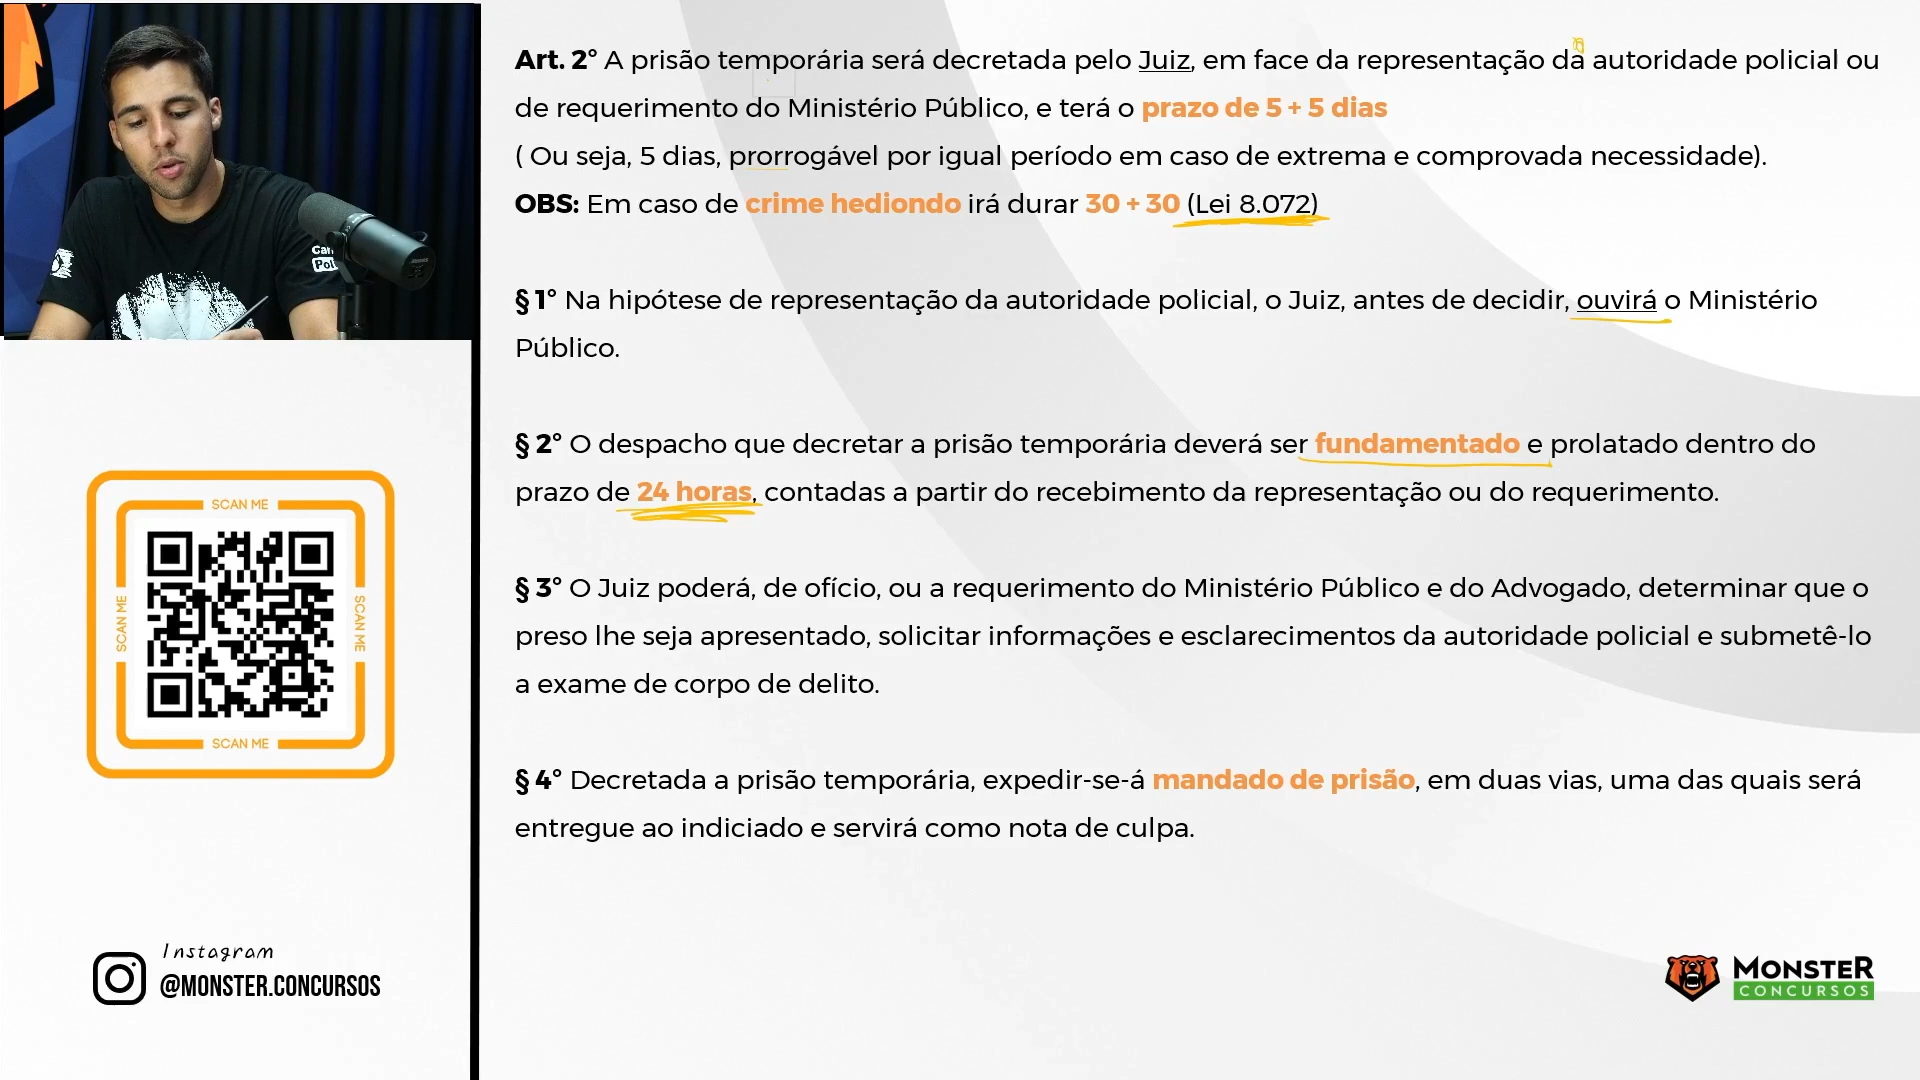 Art. 2° A prisão temporária será decretada pelo Juiz, em face da representação da autoridade policial ou
de requerimento do Ministério Público, e terá o prazo de 5 + 5 dias
( Ou seja, 5 dias, prorrogável por igual período em caso de extrema e comprovada necessidade).
OBS: Em caso de crime hediondo irá durar 30 + 30 (Lei 8.072)
§ 1° Na hipótese de representação da autoridade policial, o Juiz, antes de decidir, ouvirá o Ministério
Público.
§ 2° O despacho que decretar a prisão temporária deverá ser fundamentado e prolatado dentro do
prazo de 24 horas, contadas a partir do recebimento da representação ou do requerimento.
§ 3° O Juiz poderá, de ofício, ou a requerimento do Ministério Público e do Advogado, determinar que o
preso lhe seja apresentado, solicitar informações e esclarecimentos da autoridade policial e submetê-lo
a exame de corpo de delito.
§ 4° Decretada a prisão temporária, expedir-se-á mandado de prisão, em duas vias, uma das quais será
entregue ao indiciado e servirá como nota de culpa.
SCAN ME
SCAN ME
SCAN ME
SCAN ME
Instagram
@MONSTER.CONCURSOS
MONSTER
CONCURSOS